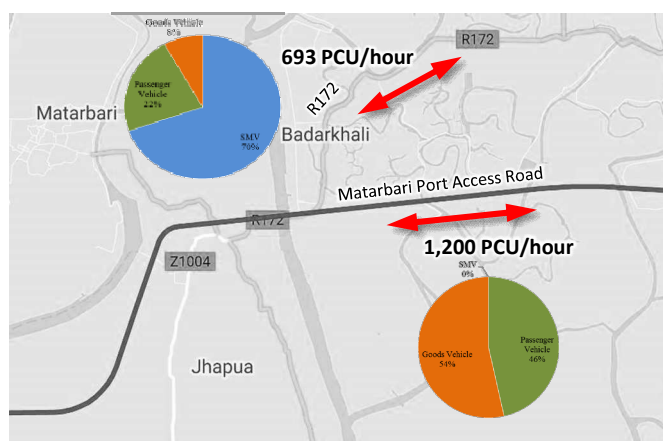 Goods Vehicle
8%
693 PCU/hour
R172
Passenger
Vehicle
22%
R172
Matarbari
SMV
70%
Badarkhali
Matarbari Port Access Road
R172
1,200 PCU/hour
Z1004
SMV
0%
Passenger
Vehicle
46%
Goods Vehicle
54%
Jhapua